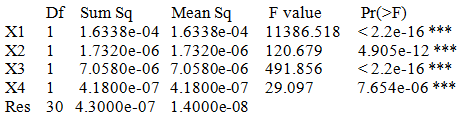 Df Sum Sq Mean Sq F value Pr(>F)
X1 1 1.6338e-04 1.6338e-04 11386.518 <2.2e-16 ***
X2 1 1.7320e-06 1.7320e-06 120.679 4.905e-12 ***
X3 1 7.0580e-06 7.0580e-06 491.856 <2.2e-16 ***
X4 1 4.1800e-07 4.1800e-07 29.097 7.654e-06 ***
Res 30 4.3000e-07 1.4000e-08